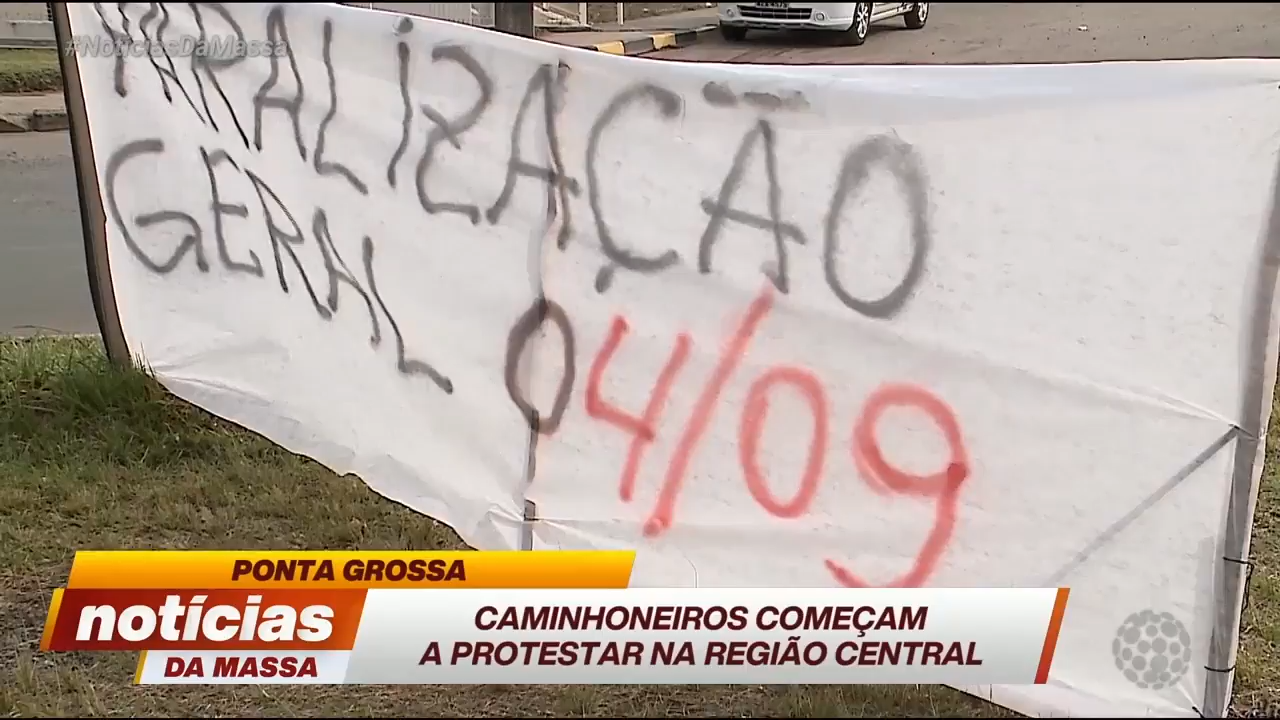 #NotíciasDaMassa
PARALIZAÇÃO
GERAL 04/09
PONTA GROSSA
notícias
DA MASSA
CAMINHONEIROS COMEÇAM
A PROTESTAR NA REGIÃO CENTRAL